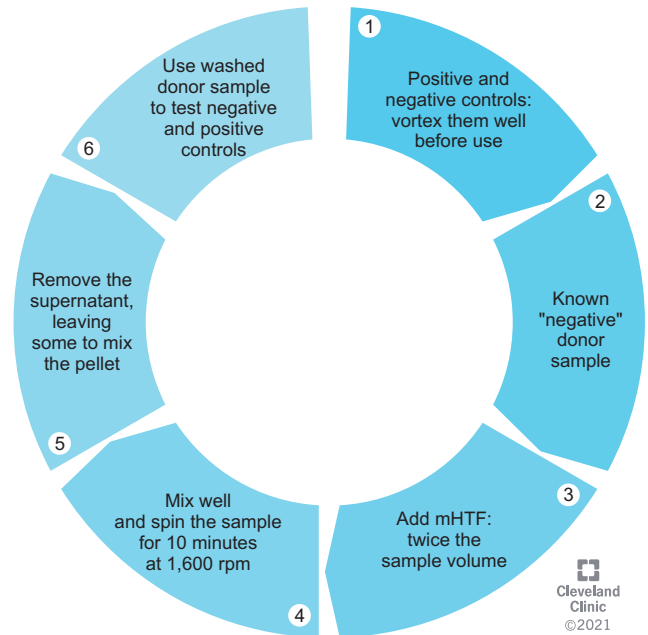 1
Positive and
negative controls:
vortex them well
before use
2
Known
"negative"
donor
sample
3
Add mHTF:
twice the
sample volume
Mix well
and spin the sample
for 10 minutes
at 1,600 rpm
4
Remove the
supernatant,
leaving
some to mix
the pellet
5
Use washed
donor sample
to test negative
and positive
controls
6
Cleveland
Clinic
©2021